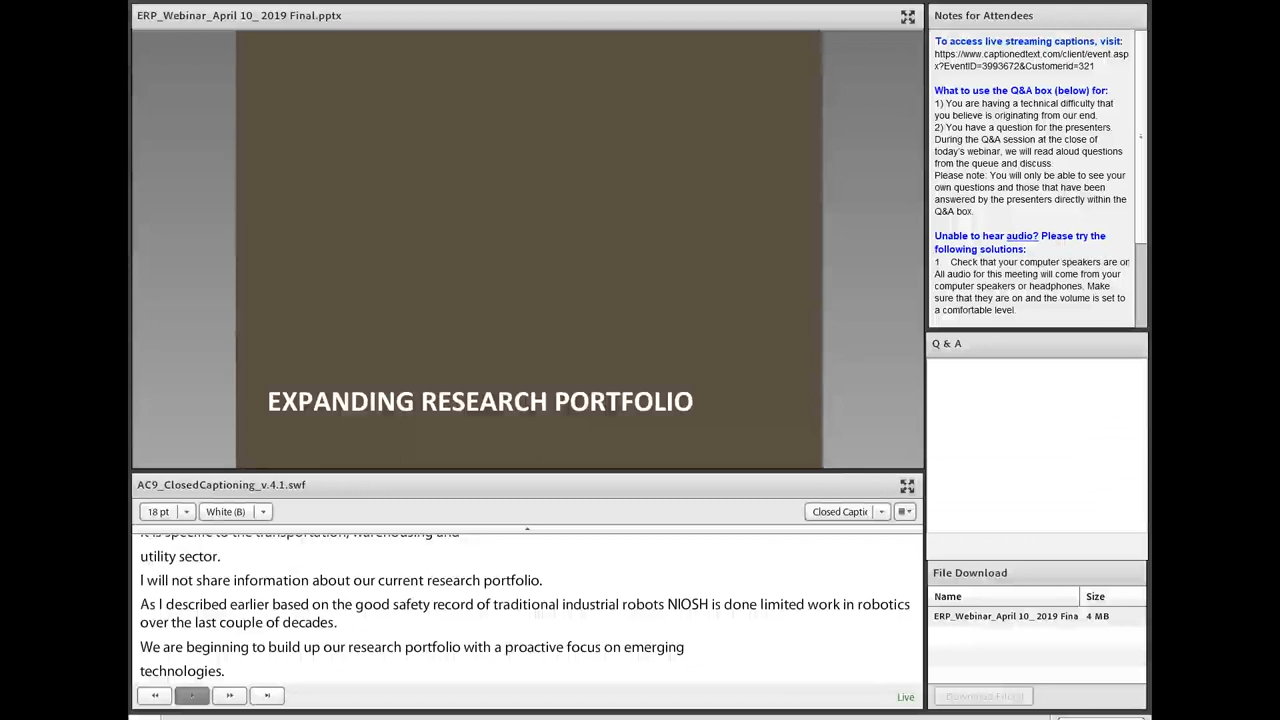 ERP_Webinar_April 10_ 2019 Final.pptx
EXPANDING RESEARCH PORTFOLIO
AC9_ClosedCaptioning_v.4.1.swf
18 pt
White (B)
Closed Captic
It is specific to the transportation, warehousing and
utility sector.
I will not share information about our current research portfolio.
As I described earlier based on the good safety record of traditional industrial robots NIOSH is done limited work in robotics
over the last couple of decades.
We are beginning to build up our research portfolio with a proactive focus on emerging
technologies.
Live
Notes for Attendees
To access live streaming captions, visit:
https://www.captionedtext.com/client/event.asp
x?EventID=3993672&Customerid=321
What to use the Q&A box (below) for:
1) You are having a technical difficulty that
you believe is originating from our end.
2) You have a question for the presenters.
During the Q&A session at the close of
today's webinar, we will read aloud questions
from the queue and discuss.
Please note: You will only be able to see your
own questions and those that have been
answered by the presenters directly within the
Q&A box.
Unable to hear audio? Please try the
following solutions:
1 Check that your computer speakers are on
All audio for this meeting will come from your
computer speakers or headphones. Make
sure that they are on and the volume is set to
a comfortable level.
Q & A
File Download
Name Size
ERP_Webinar_April 10_ 2019 Fina 4 MB
Download File(s)